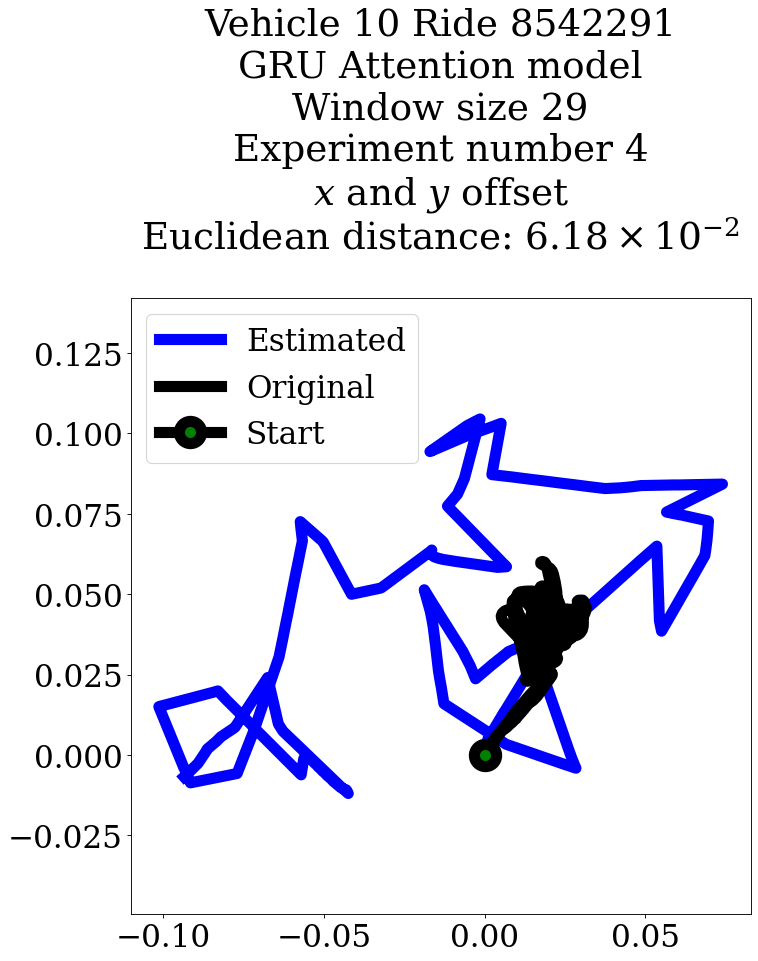 Vehicle 10 Ride 8542291
GRU Attention model
Window size 29
Experiment number 4
x and y offset
Euclidean distance: 6.18 × 10⁻²
Estimated
Original
Start
0.125
0.100
0.075
0.050
0.025
0.000
−0.025
−0.10
−0.05
0.00
0.05